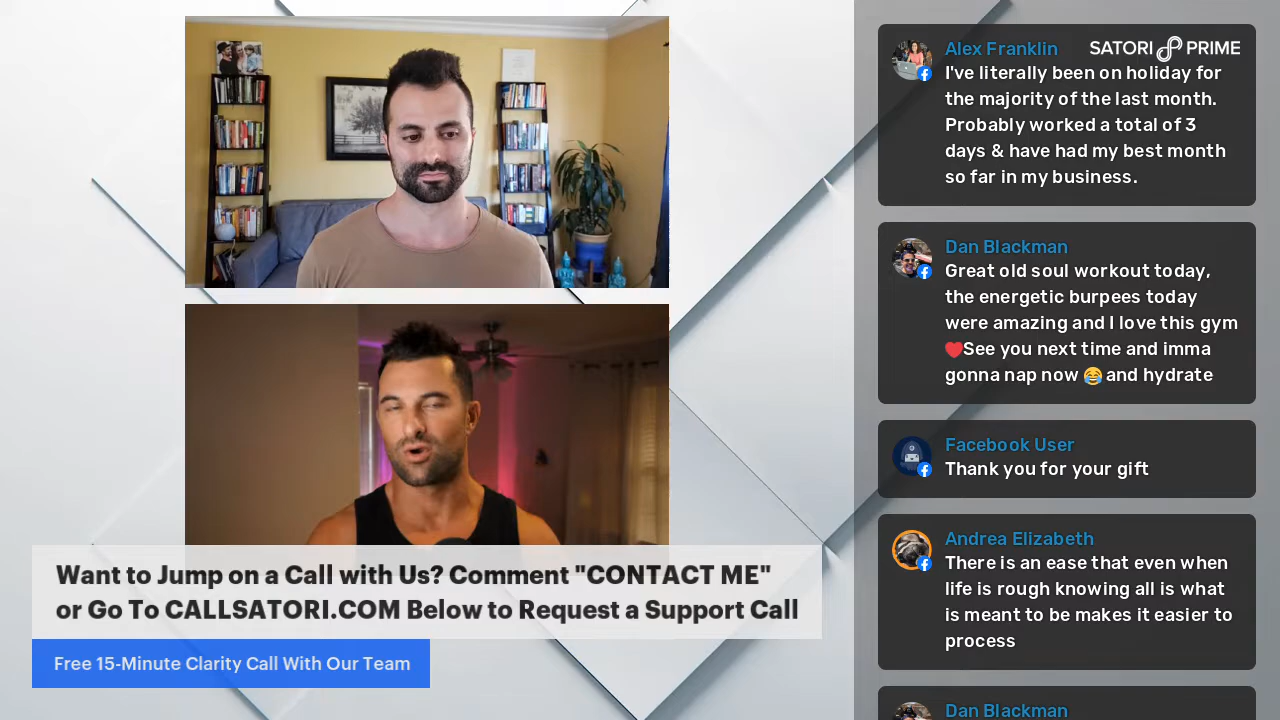 Alex Franklin
SATORI PRIME
I've literally been on holiday for
the majority of the last month.
Probably worked a total of 3
days & have had my best month
so far in my business.
Dan Blackman
Great old soul workout today,
the energetic burpees today
were amazing and I love this gym
❤️See you next time and imma
gonna nap now 😂 and hydrate
Facebook User
Thank you for your gift
Andrea Elizabeth
There is an ease that even when
life is rough knowing all is what
is meant to be makes it easier to
process
Dan Blackman
Want to Jump on a Call with Us? Comment "CONTACT ME"
or Go To CALLSATORI.COM Below to Request a Support Call
Free 15-Minute Clarity Call With Our Team